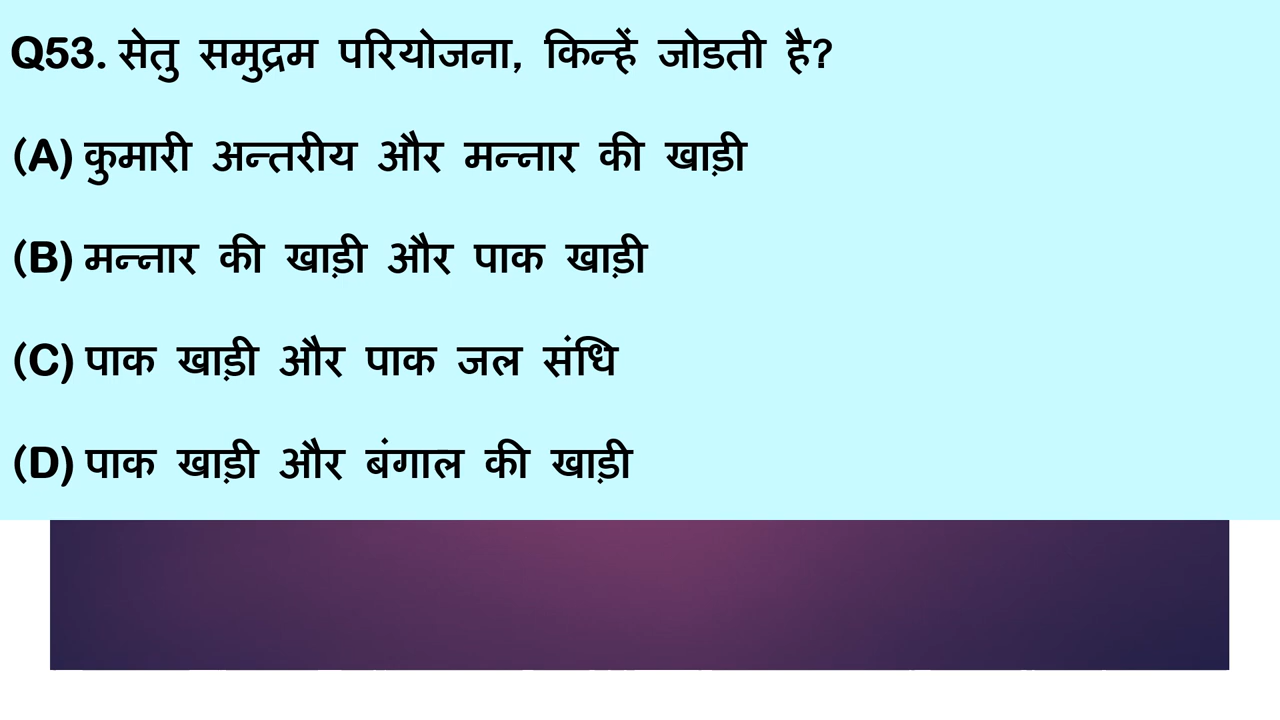 Q53. सेतु समुद्रम परियोजना, किन्हें जोडती है?
(A) कुमारी अन्तरीय और मन्नार की खाड़ी
(B) मन्नार की खाड़ी और पाक खाड़ी
(C) पाक खाड़ी और पाक जल संधि
(D) पाक खाड़ी और बंगाल की खाड़ी